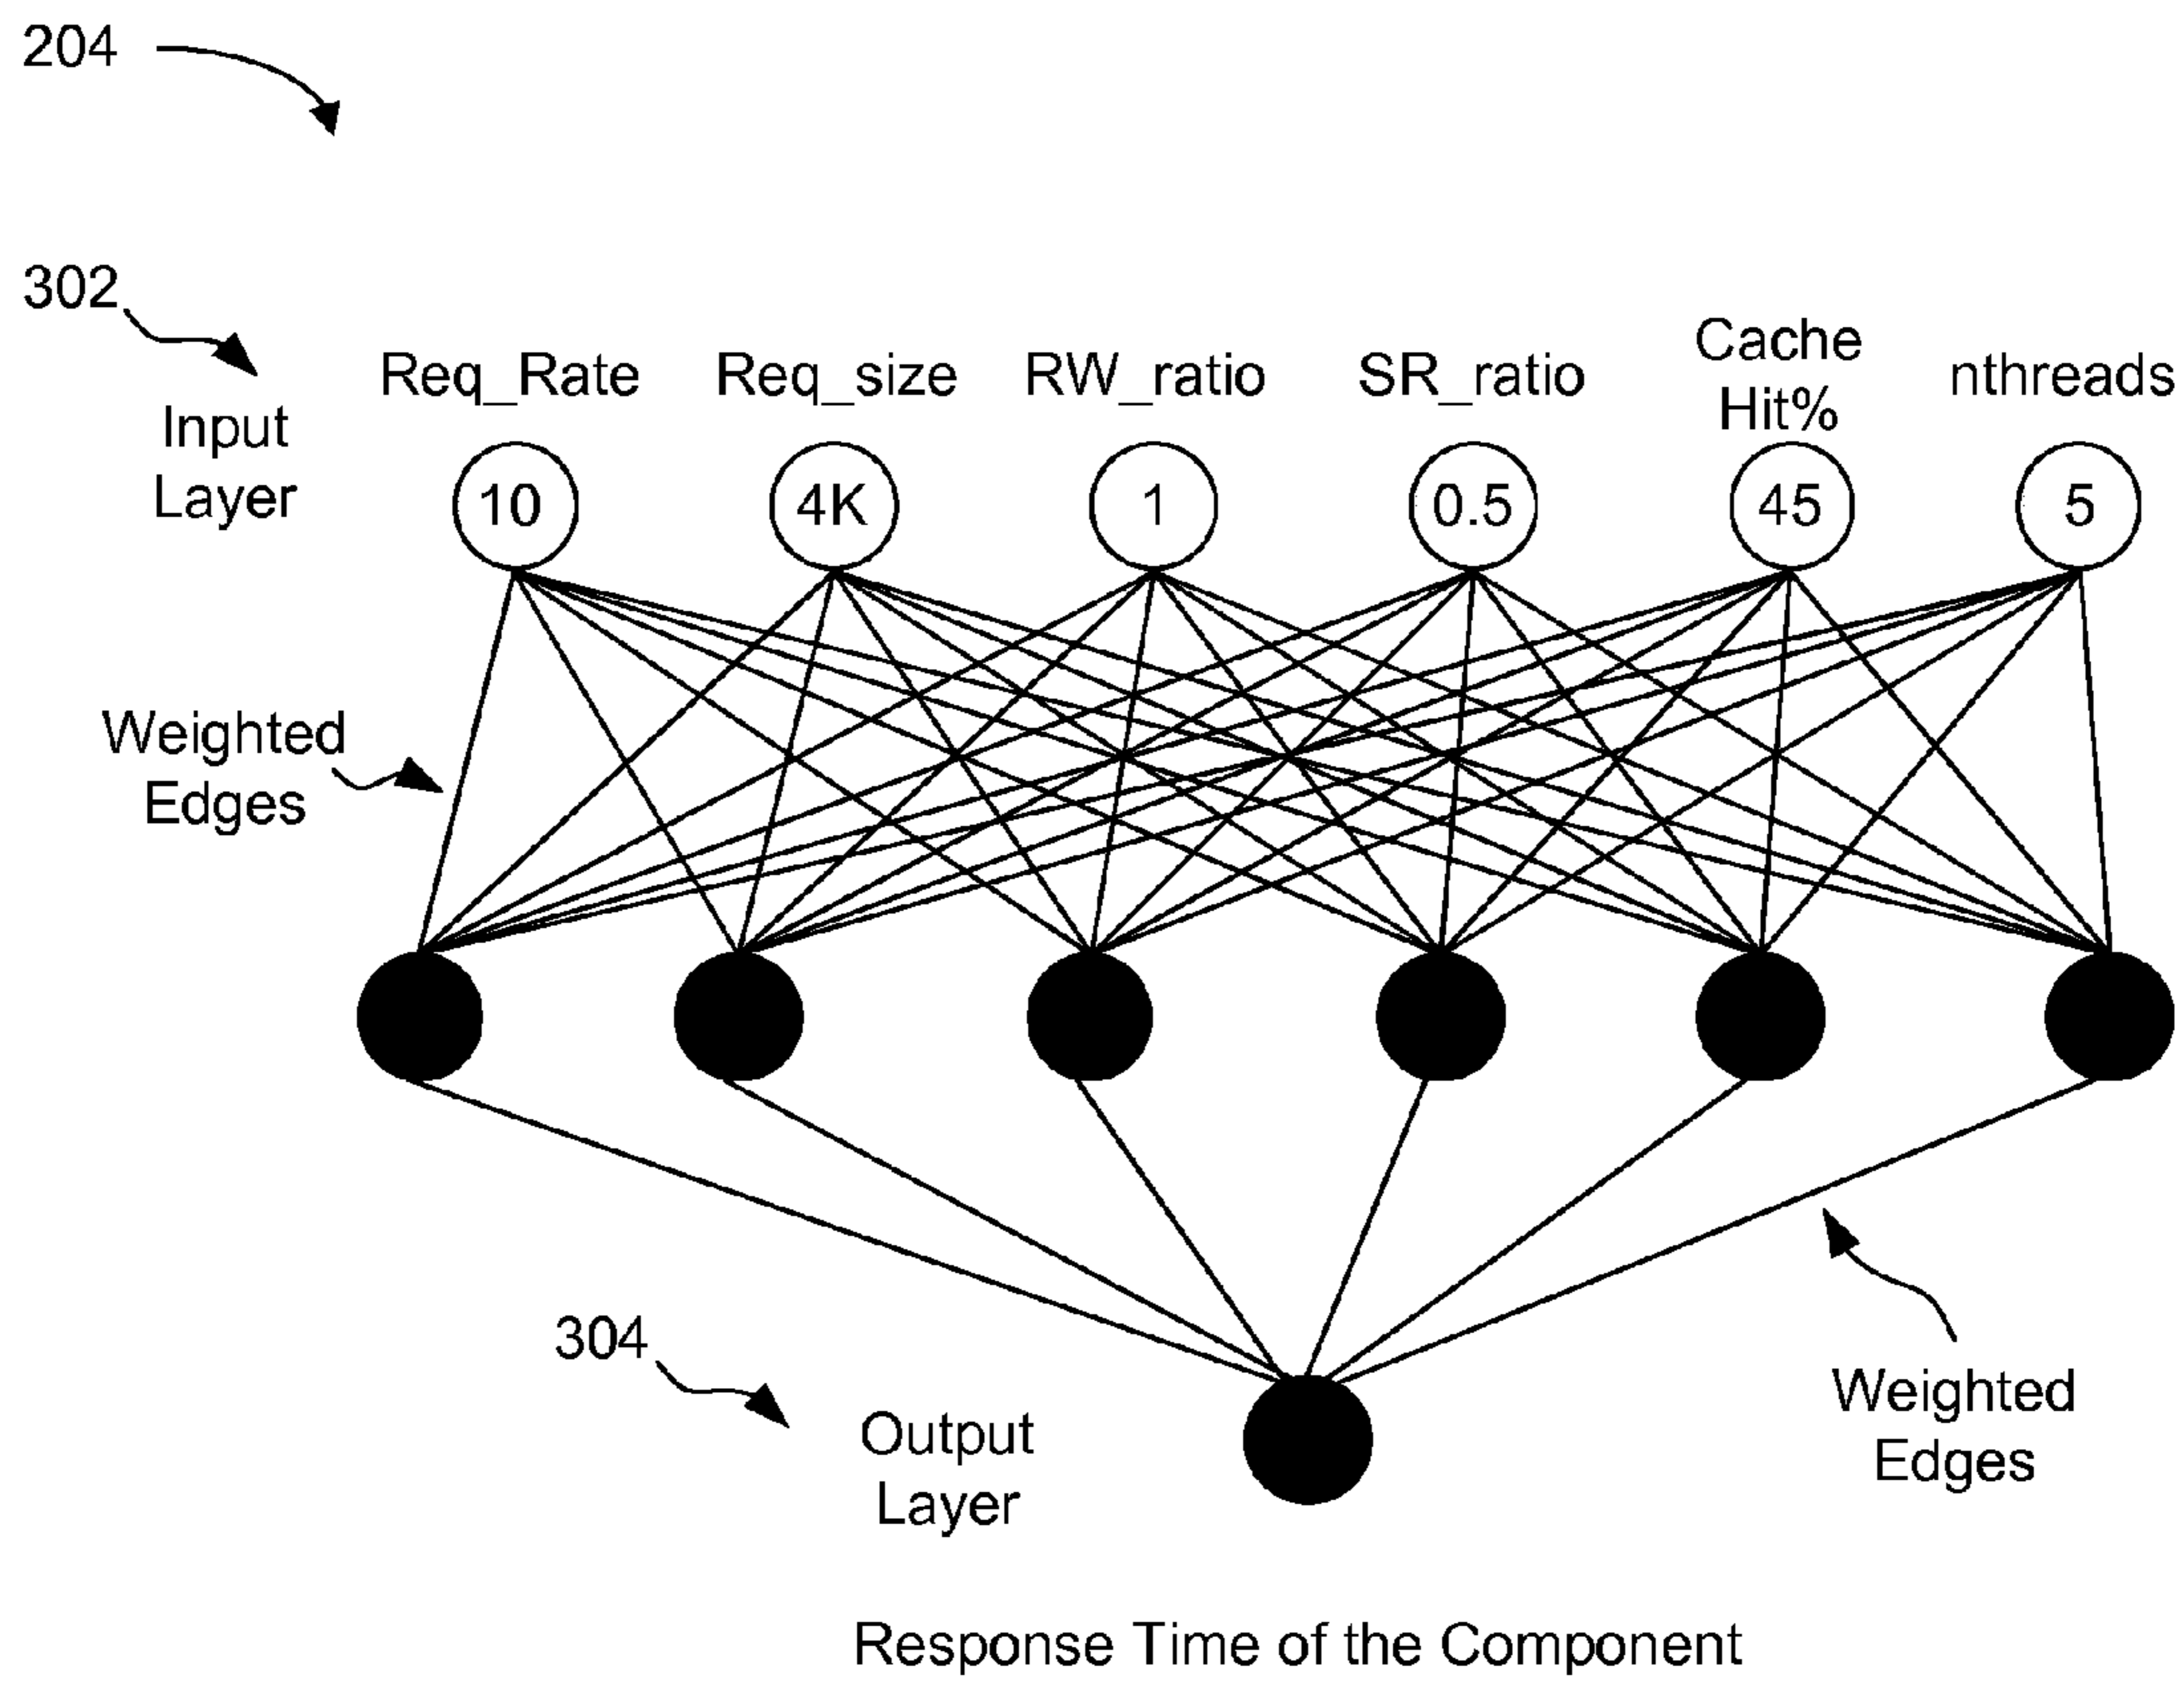 204
302
Input
Layer
Req_Rate
Req_size
RW_ratio
SR_ratio
Cache
Hit%
nthreads
10
4K
1
0.5
45
5
Weighted
Edges
304
Output
Layer
Weighted
Edges
Response Time of the Component